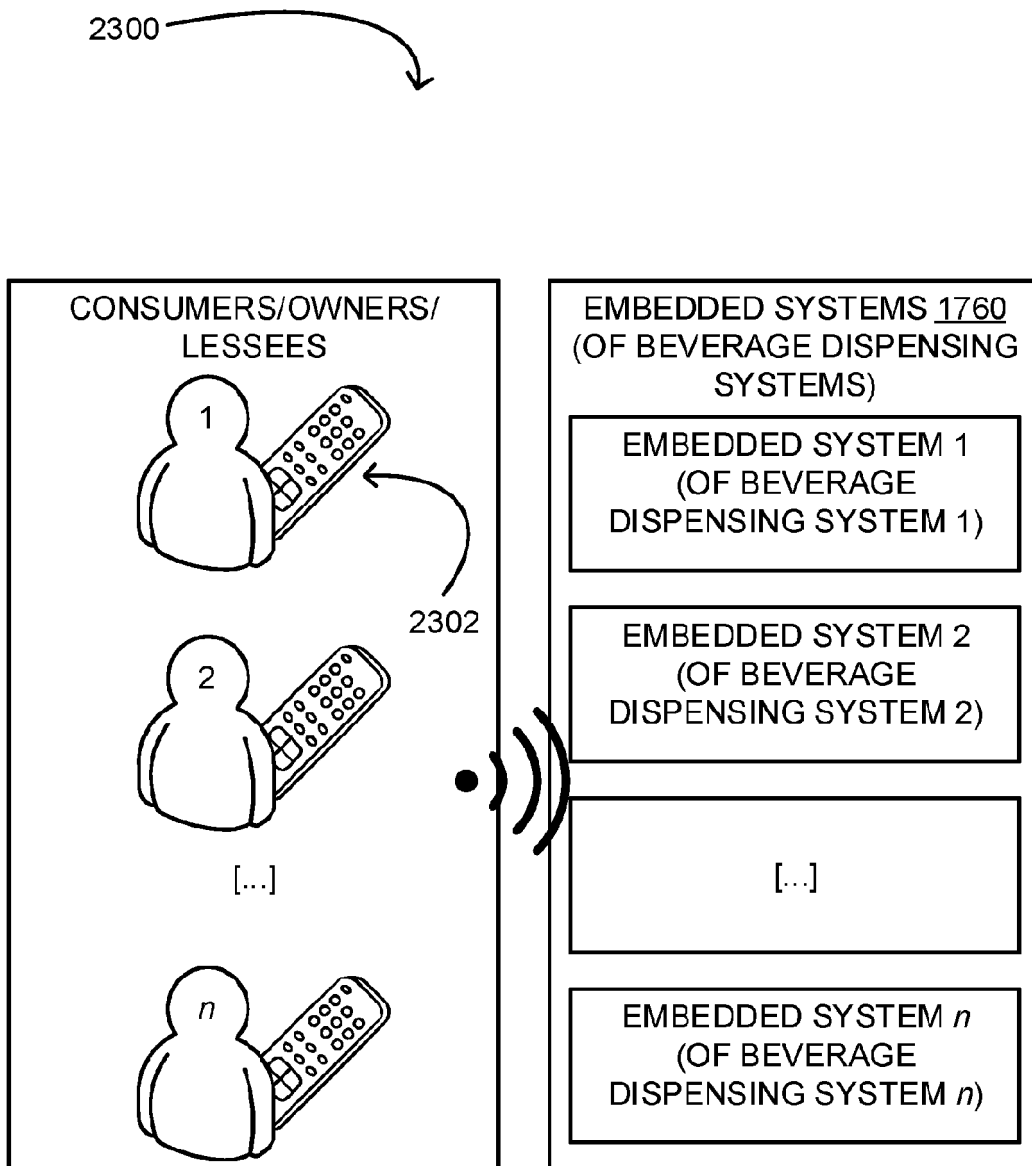 2300
CONSUMERS/OWNERS/
LESSEES
1
2302
2
[...]
n
EMBEDDED SYSTEMS 1760
(OF BEVERAGE DISPENSING
SYSTEMS)
EMBEDDED SYSTEM 1
(OF BEVERAGE
DISPENSING SYSTEM 1)
EMBEDDED SYSTEM 2
(OF BEVERAGE
DISPENSING SYSTEM 2)
[...]
EMBEDDED SYSTEM n
(OF BEVERAGE
DISPENSING SYSTEM n)